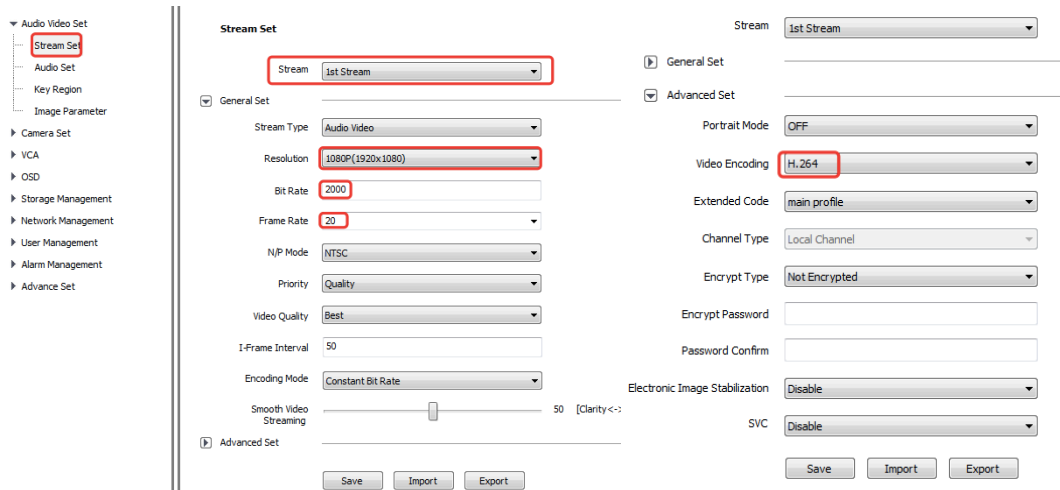 Audio Video Set
Stream Set
Audio Set
Key Region
Image Parameter
Camera Set
VCA
OSD
Storage Management
Network Management
User Management
Alarm Management
Advance Set
Stream Set
Stream 1st Stream
General Set
Stream Type Audio Video
Resolution 1080P(1920x1080)
Bit Rate 2000
Frame Rate 20
N/P Mode NTSC
Priority Quality
Video Quality Best
I-Frame Interval 50
Encoding Mode Constant Bit Rate
Smooth Video Streaming 50 [Clarity<->
Advanced Set
Save Import Export
Stream 1st Stream
General Set
Advanced Set
Portrait Mode OFF
Video Encoding H.264
Extended Code main profile
Channel Type Local Channel
Encrypt Type Not Encrypted
Encrypt Password
Password Confirm
Electronic Image Stabilization Disable
SVC Disable
Save Import Export